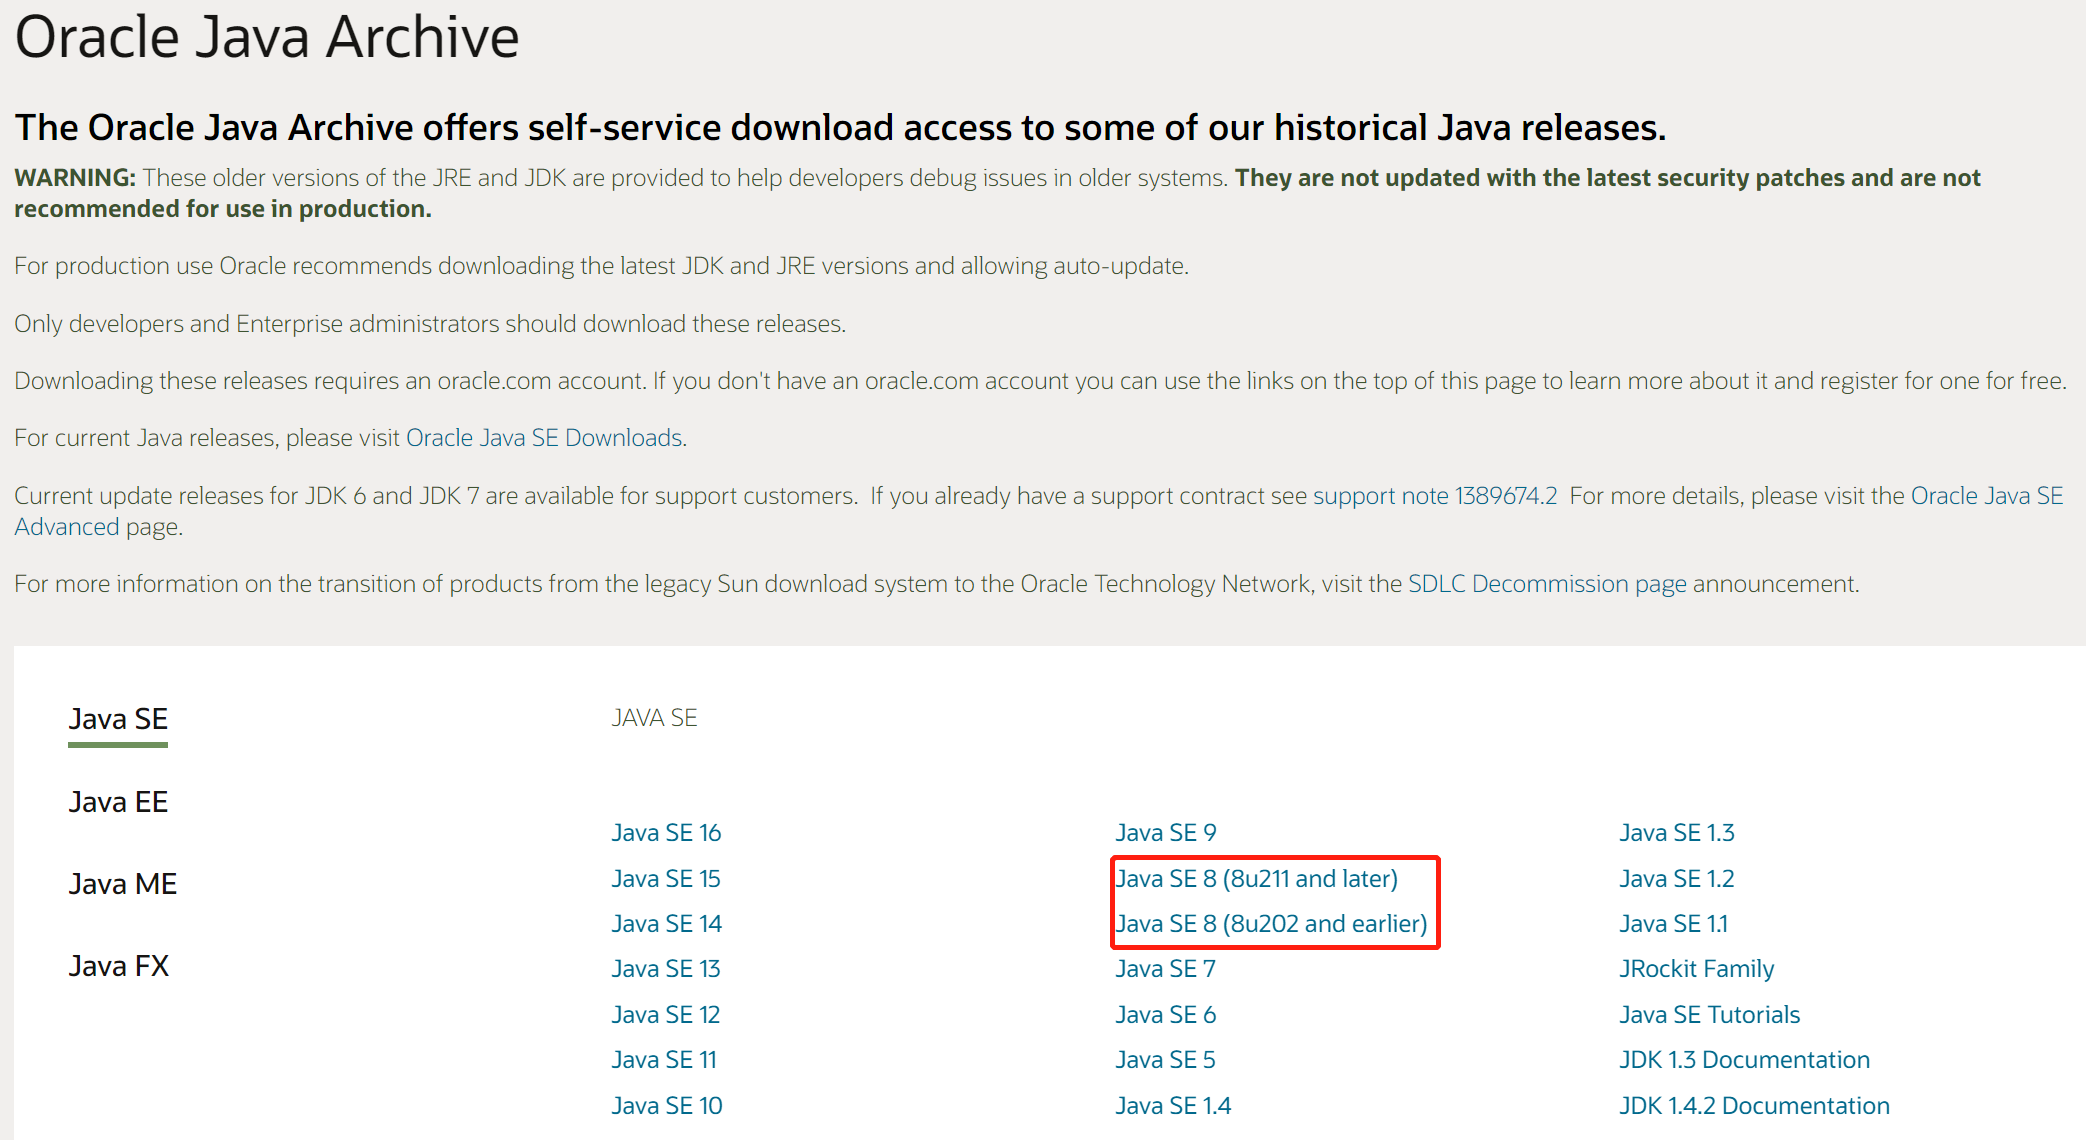 Oracle Java Archive
The Oracle Java Archive offers self-service download access to some of our historical Java releases.
WARNING: These older versions of the JRE and JDK are provided to help developers debug issues in older systems. They are not updated with the latest security patches and are not
recommended for use in production.
For production use Oracle recommends downloading the latest JDK and JRE versions and allowing auto-update.
Only developers and Enterprise administrators should download these releases.
Downloading these releases requires an oracle.com account. If you don't have an oracle.com account you can use the links on the top of this page to learn more about it and register for one for free.
For current Java releases, please visit Oracle Java SE Downloads.
Current update releases for JDK 6 and JDK 7 are available for support customers.  If you already have a support contract see support note 1389674.2  For more details, please visit the Oracle Java SE
Advanced page.
For more information on the transition of products from the legacy Sun download system to the Oracle Technology Network, visit the SDLC Decommission page announcement.
Java SE
Java EE
Java ME
Java FX
JAVA SE
Java SE 16
Java SE 15
Java SE 14
Java SE 13
Java SE 12
Java SE 11
Java SE 10
Java SE 9
Java SE 8 (8u211 and later)
Java SE 8 (8u202 and earlier)
Java SE 7
Java SE 6
Java SE 5
Java SE 1.4
Java SE 1.3
Java SE 1.2
Java SE 1.1
JRockit Family
Java SE Tutorials
JDK 1.3 Documentation
JDK 1.4.2 Documentation